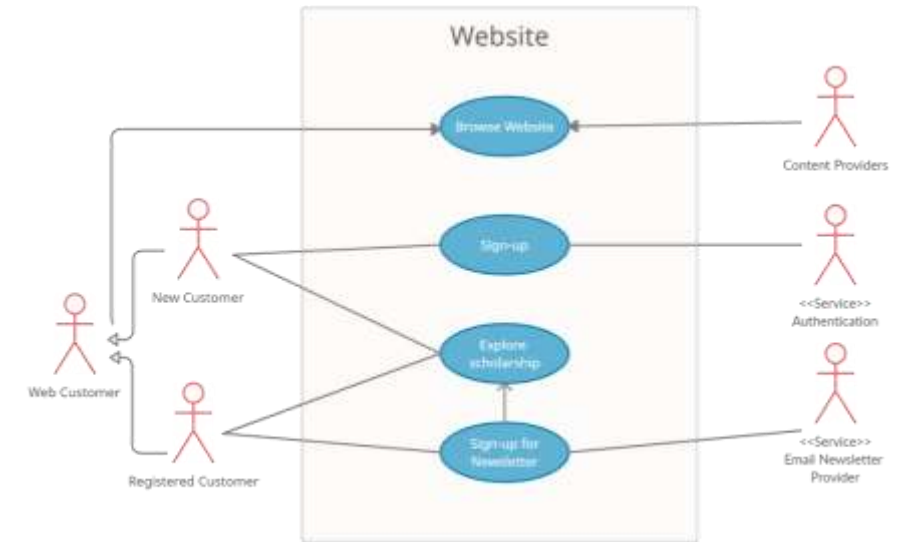 Website
Browse Website
Content Providers
Sign-up
New Customer
<<Service>>
Authentication
Explore
scholarship
Web Customer
Sign-up for
Newsletter
<<Service>>
Email Newsletter
Provider
Registered Customer